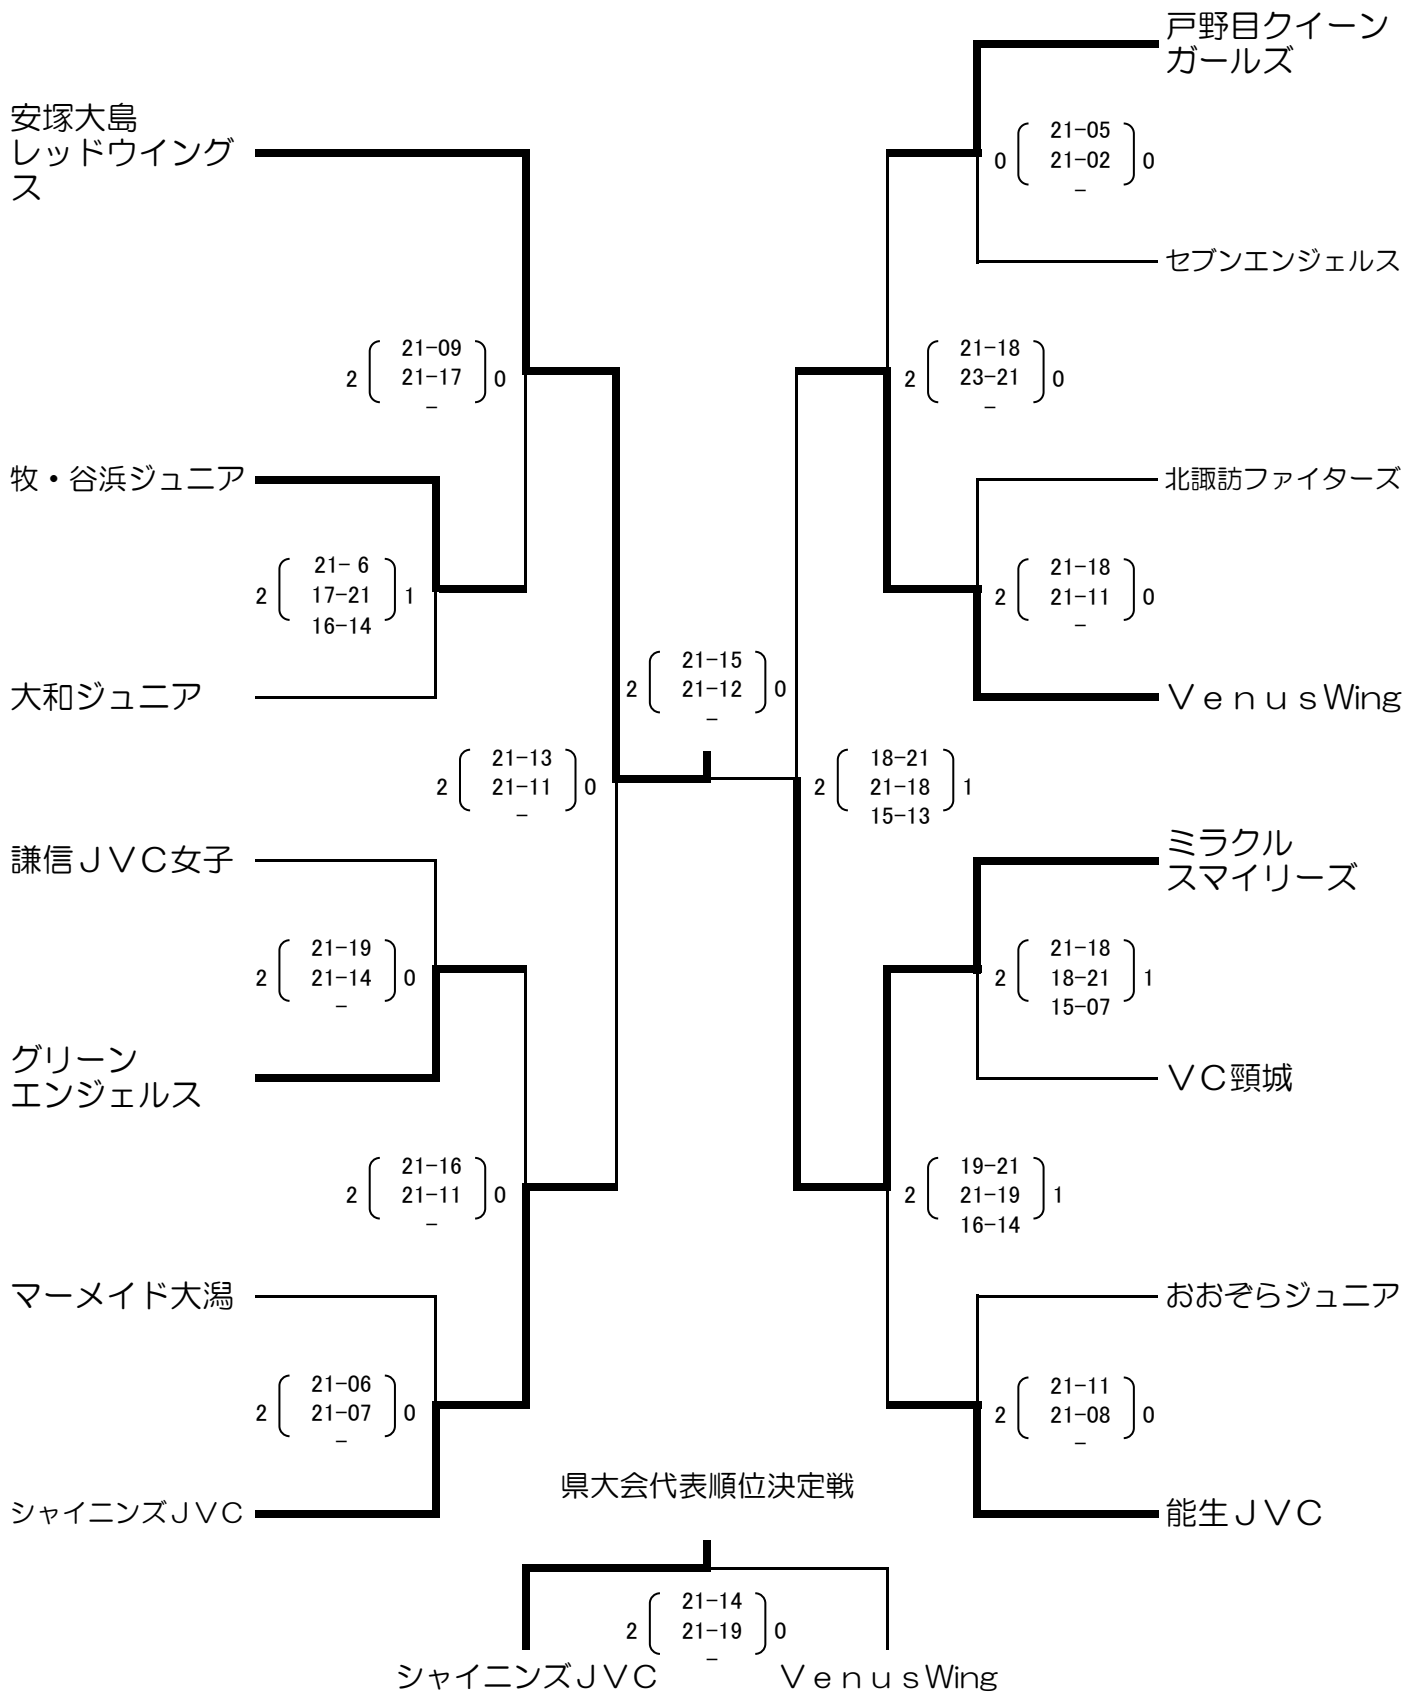 戸野目クイーン
ガールズ
安塚大島
レッドウイング
ス
0 21-05 0
21-02
-
セブンエンジェルス
2 21-09 0
21-17
-
2 21-18 0
23-21
-
牧・谷浜ジュニア
北諏訪ファイターズ
2 21- 6 1
17-21
16-14
2 21-18 0
21-11
-
大和ジュニア
2 21-15 0
21-12
-
ＶｅｎｕｓWing
2 21-13 0
21-11
-
2 18-21 1
21-18
15-13
謙信ＪＶＣ女子
ミラクル
スマイリーズ
2 21-19 0
21-14
-
2 21-18 1
18-21
15-07
グリーン
エンジェルス
ＶＣ頸城
2 21-16 0
21-11
-
2 19-21 1
21-19
16-14
マーメイド大潟
おおぞらジュニア
2 21-06 0
21-07
-
2 21-11 0
21-08
-
シャイニンズＪＶＣ
能生ＪＶＣ
県大会代表順位決定戦
2 21-14 0
21-19
-
シャイニンズＪＶＣ
ＶｅｎｕｓWing